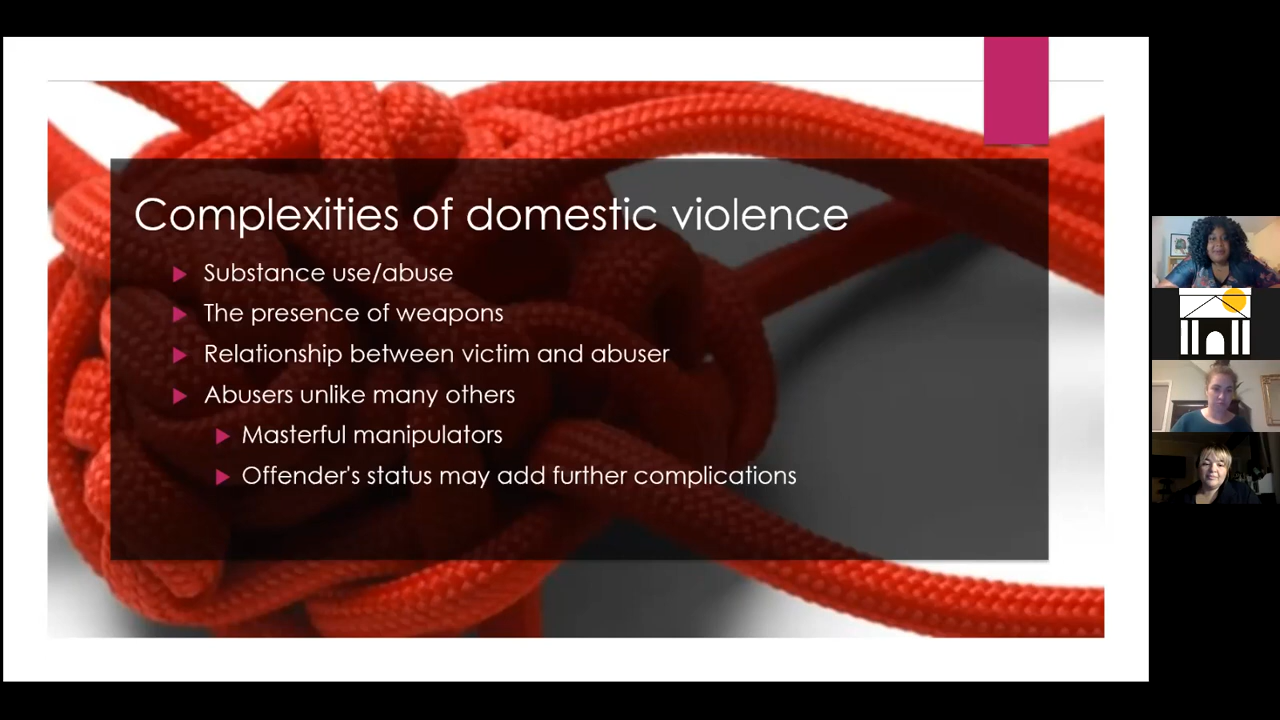 Complexities of domestic violence
Substance use/abuse
The presence of weapons
Relationship between victim and abuser
Abusers unlike many others
Masterful manipulators
Offender's status may add further complications